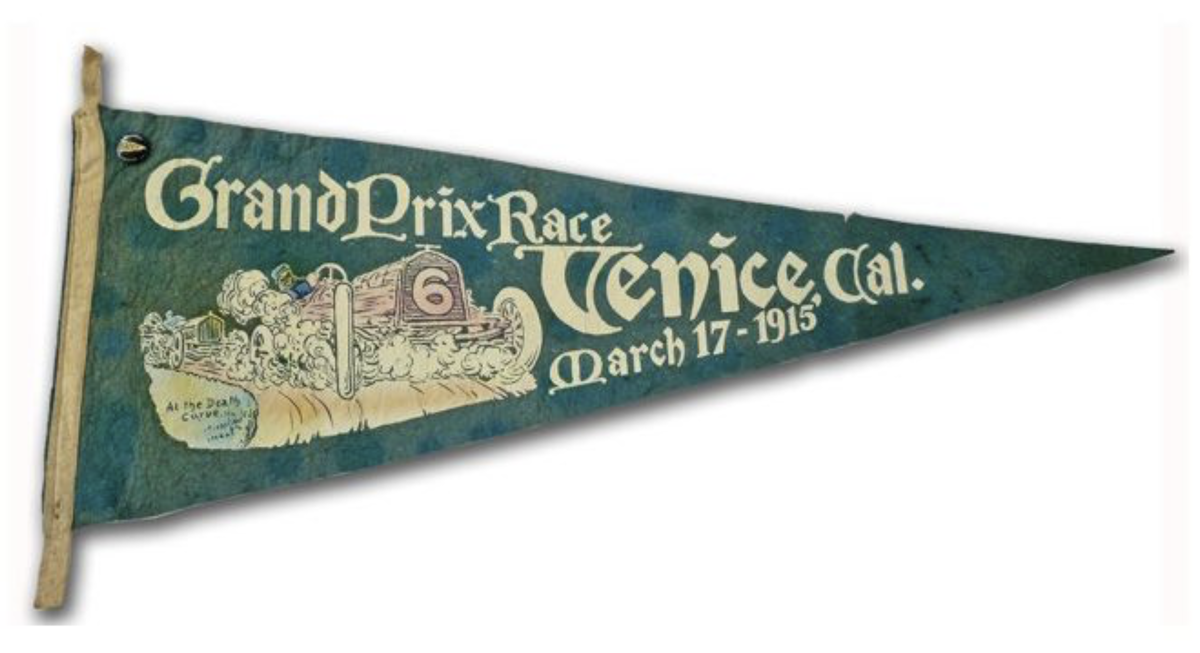 Grand Prix Race
Venice, Cal.
March 17 - 1915
6
At the Death
Curve